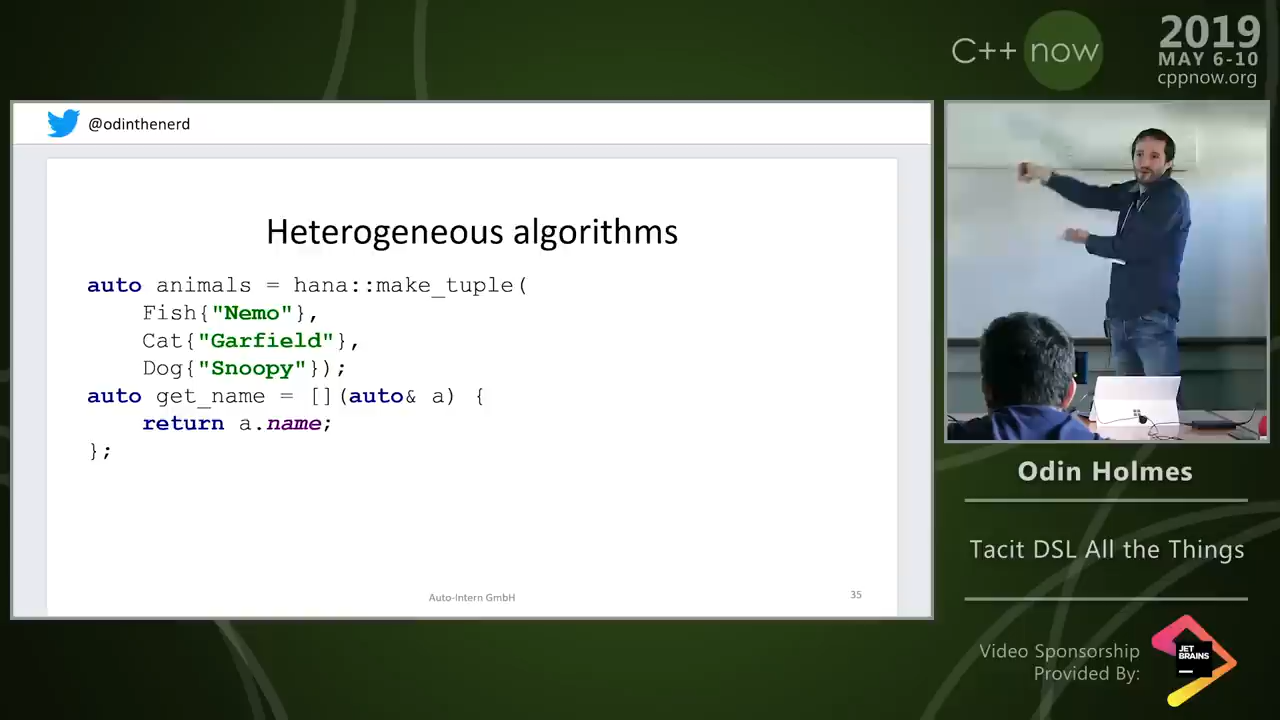 C++ now
2019
MAY 6-10
cppnow.org
@odinthenerd
Heterogeneous algorithms
auto animals = hana::make_tuple(
    Fish{"Nemo"},
    Cat{"Garfield"},
    Dog{"Snoopy"});
auto get_name = [](auto& a) {
    return a.name;
};
Auto-Intern GmbH
35
Odin Holmes
Tacit DSL All the Things
Video Sponsorship
Provided By:
JET
BRAINS